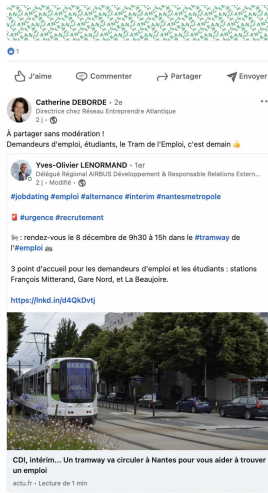 1
J'aime
Commenter
Partager
Envoyer
Catherine DEBORDE • 2e
Directrice chez Réseau Entreprendre Atlantique
2 j •
À partager sans modération !
Demandeurs d'emploi, étudiants, le Tram de l'Emploi, c'est demain 👍
Yves-Olivier LENORMAND • 1er
Délégué Régional AIRBUS Développement & Responsable Relations Extern...
2 j • Modifié •
#jobdating #emploi #alternance #interim #nantesmetropole
🚨 #urgence #recrutement
: rendez-vous le 8 décembre de 9h30 à 15h dans le #tramway de
l'#emploi
3 point d'accueil pour les demandeurs d'emploi et les étudiants : stations
François Mitterand, Gare Nord, et La Beaujoire.
https://lnkd.in/d4QkDvtj
CDI, intérim... Un tramway va circuler à Nantes pour vous aider à trouver
un emploi
actu.fr • Lecture de 1 min